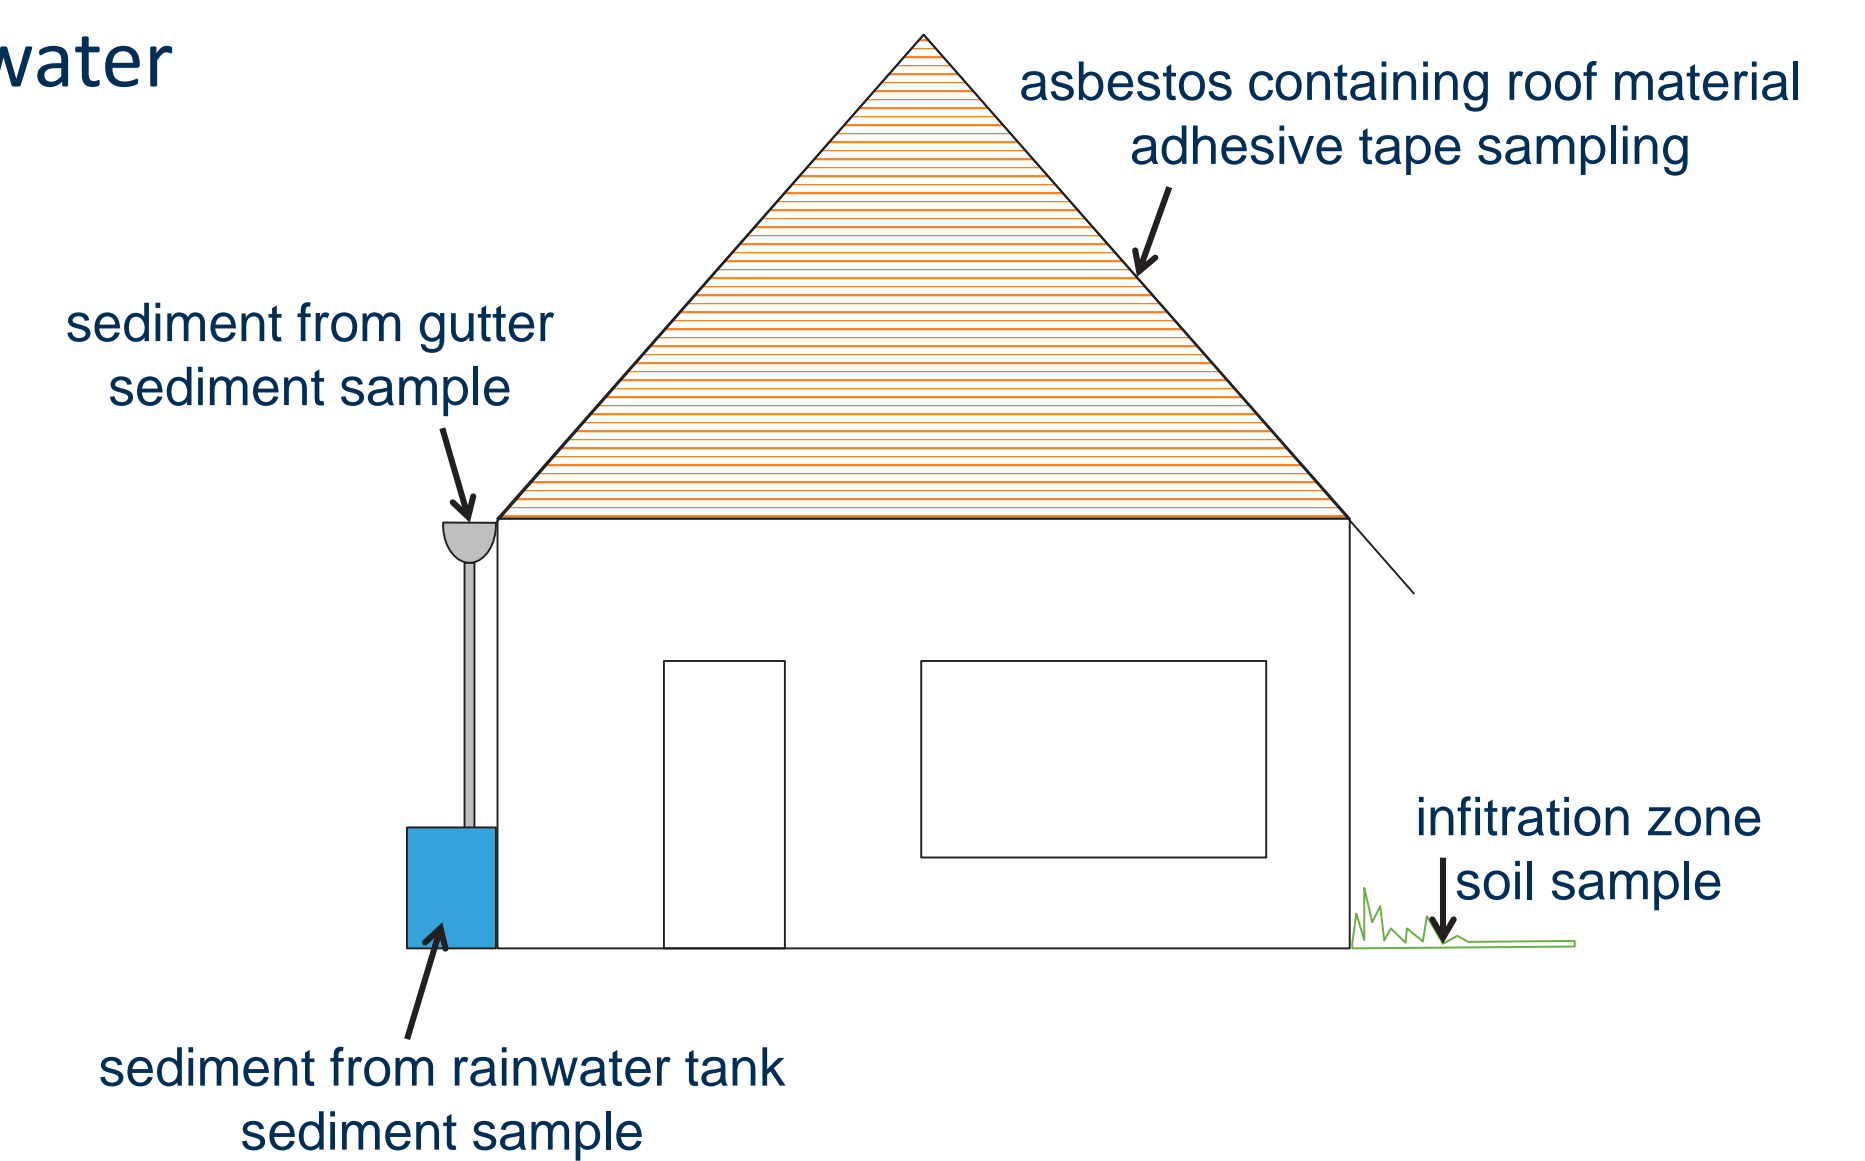 water
asbestos containing roof material
adhesive tape sampling
sediment from gutter
sediment sample
infitration zone
soil sample
sediment from rainwater tank
sediment sample